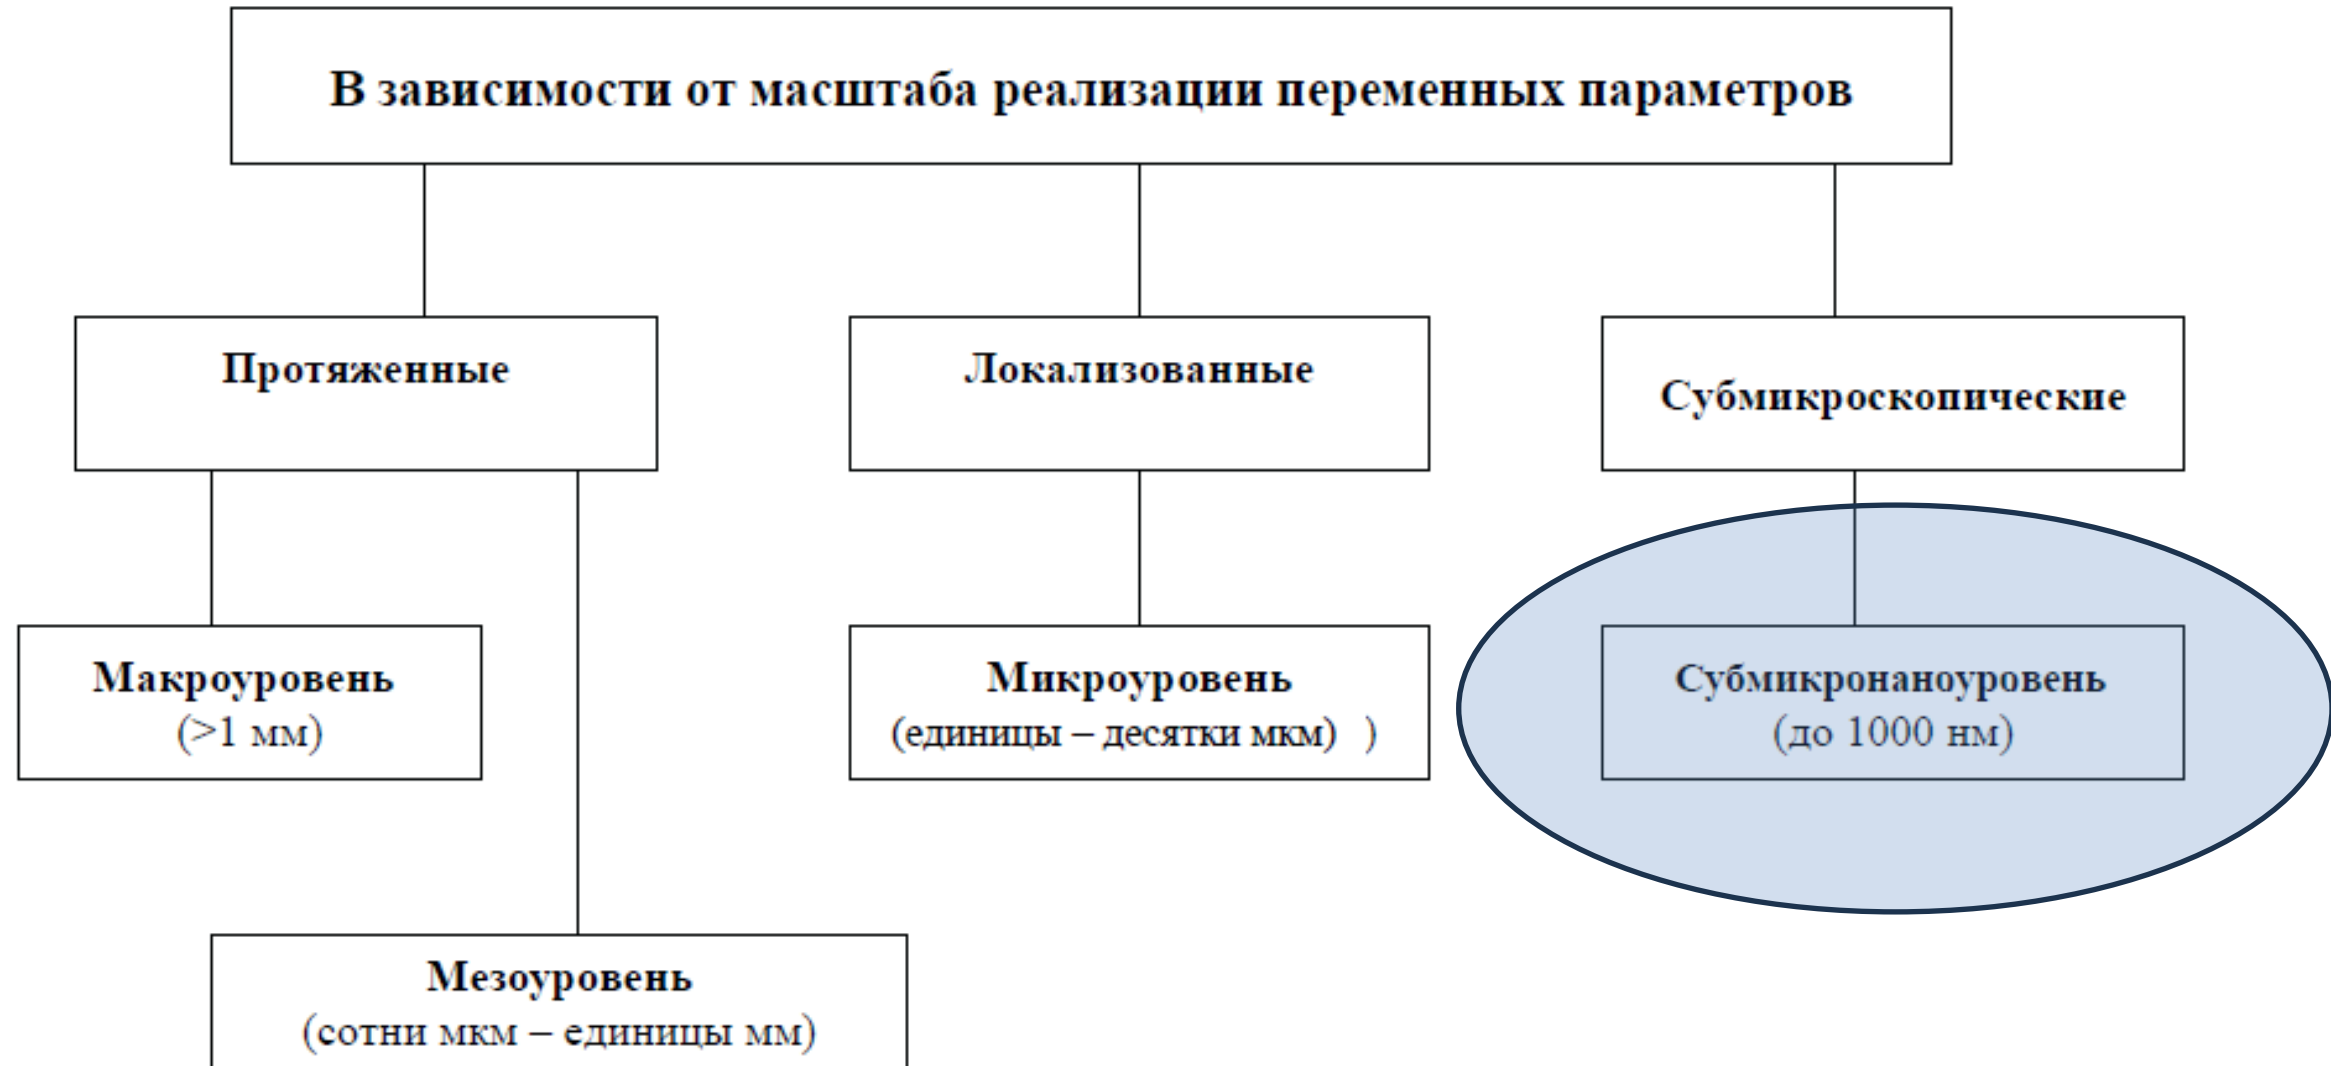 В зависимости от масштаба реализации переменных параметров
Протяженные
Локализованные
Субмикроскопические
Макроуровень
(>1 мм)
Микроуровень
(единицы – десятки мкм) )
Субмикронаноуровень
(до 1000 нм)
Мезоуровень
(сотни мкм – единицы мм)